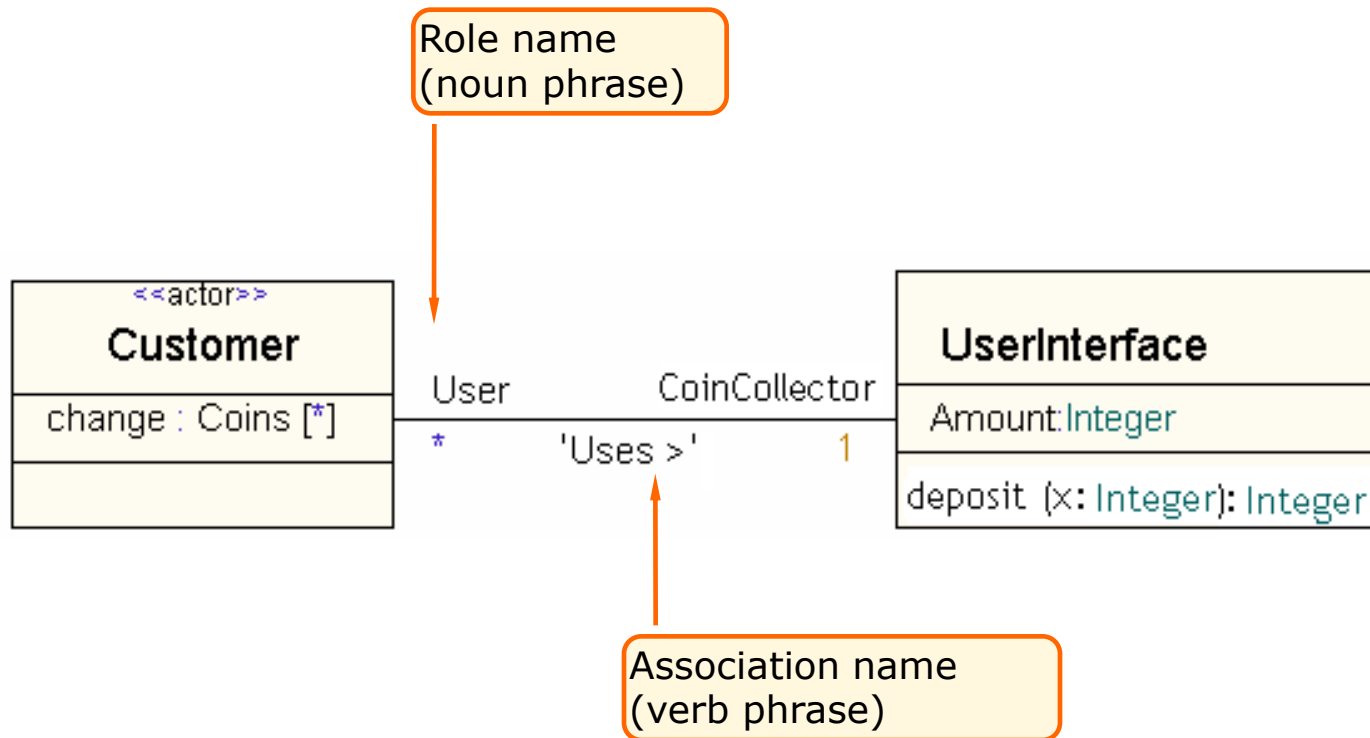 Role name
(noun phrase)
<<actor>>
Customer
change : Coins [*]
User
CoinCollector
*
'Uses >'
1
UserInterface
Amount:Integer
deposit (x: Integer): Integer
Association name
(verb phrase)